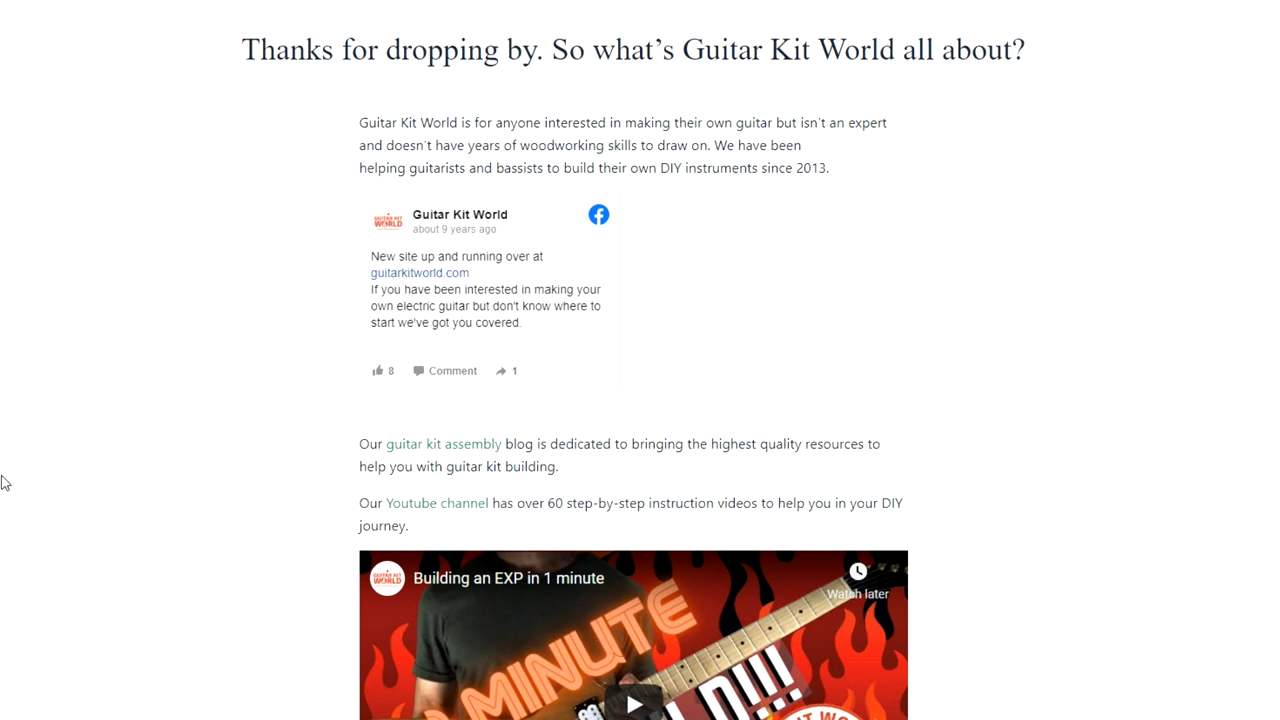 Thanks for dropping by. So what’s Guitar Kit World all about?
Guitar Kit World is for anyone interested in making their own guitar but isn't an expert
and doesn't have years of woodworking skills to draw on. We have been
helping guitarists and bassists to build their own DIY instruments since 2013.
GUITAR KIT
WORLD
Guitar Kit World
about 9 years ago
New site up and running over at
guitarkitworld.com
If you have been interested in making your
own electric guitar but don't know where to
start we've got you covered.
8 Comment 1
Our guitar kit assembly blog is dedicated to bringing the highest quality resources to
help you with guitar kit building.
Our Youtube channel has over 60 step-by-step instruction videos to help you in your DIY
journey.
GUITAR KIT
WORLD
Building an EXP in 1 minute
Watch later
MINUTE